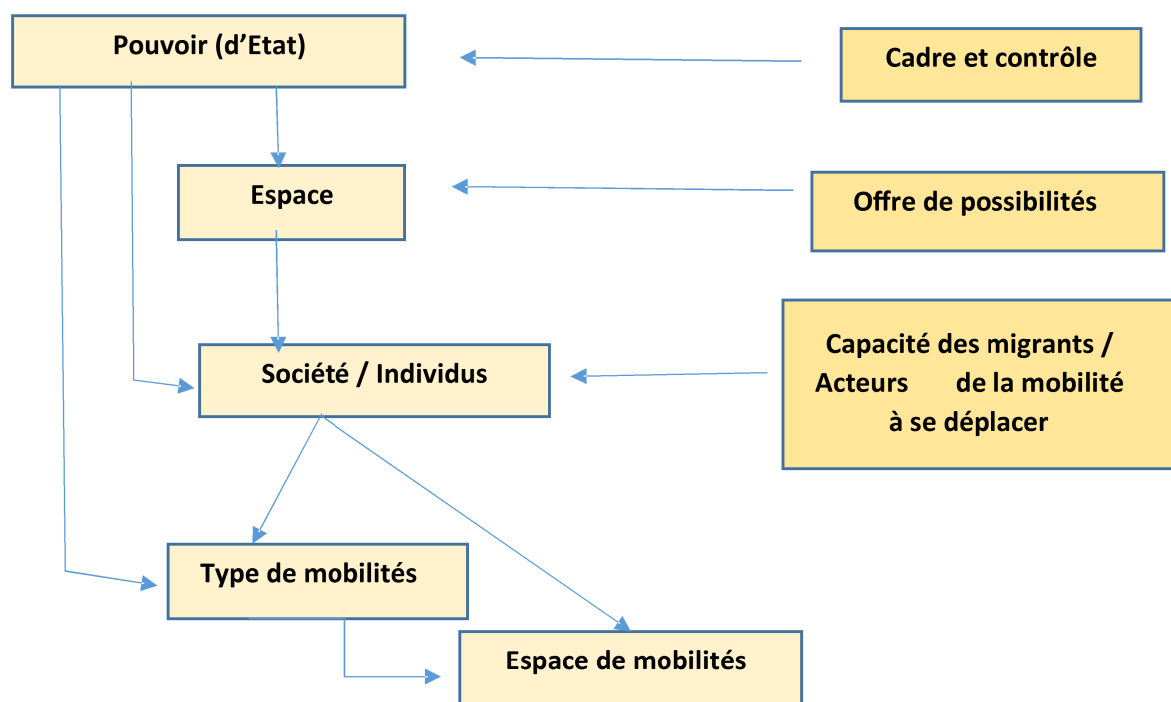 Pouvoir (d’Etat)
Cadre et contrôle
Espace
Offre de possibilités
Société / Individus
Capacité des migrants /
Acteurs de la mobilité
à se déplacer
Type de mobilités
Espace de mobilités